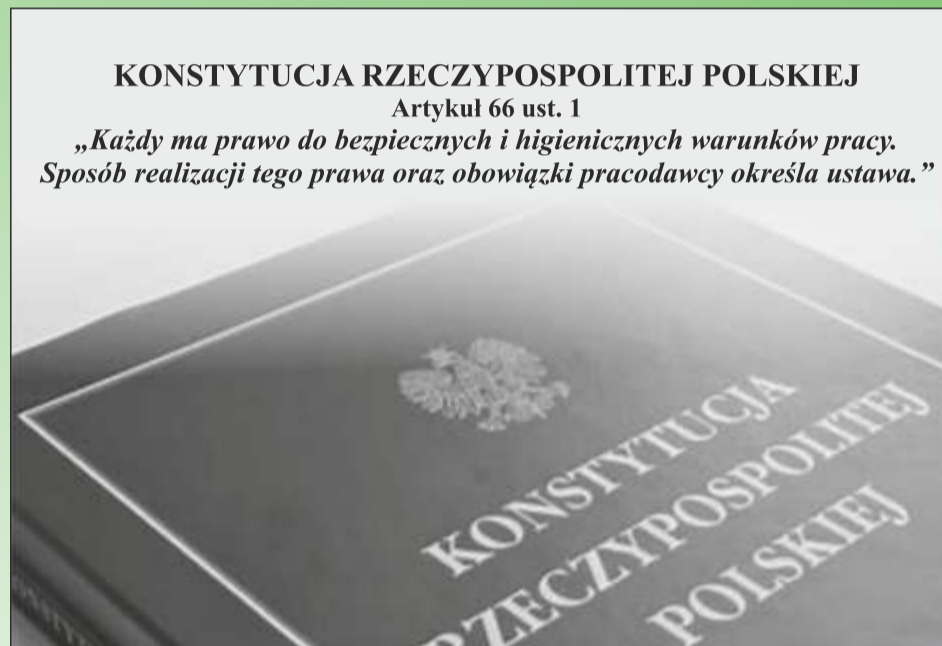 KONSTYTUCJA RZECZYPOSPOLITEJ POLSKIEJ
Artykuł 66 ust. 1
„Każdy ma prawo do bezpiecznych i higienicznych warunków pracy.
Sposób realizacji tego prawa oraz obowiązki pracodawcy określa ustawa.”
KONSTYTUCJA
RZECZYPOSPOLITEJ
POLSKIEJ